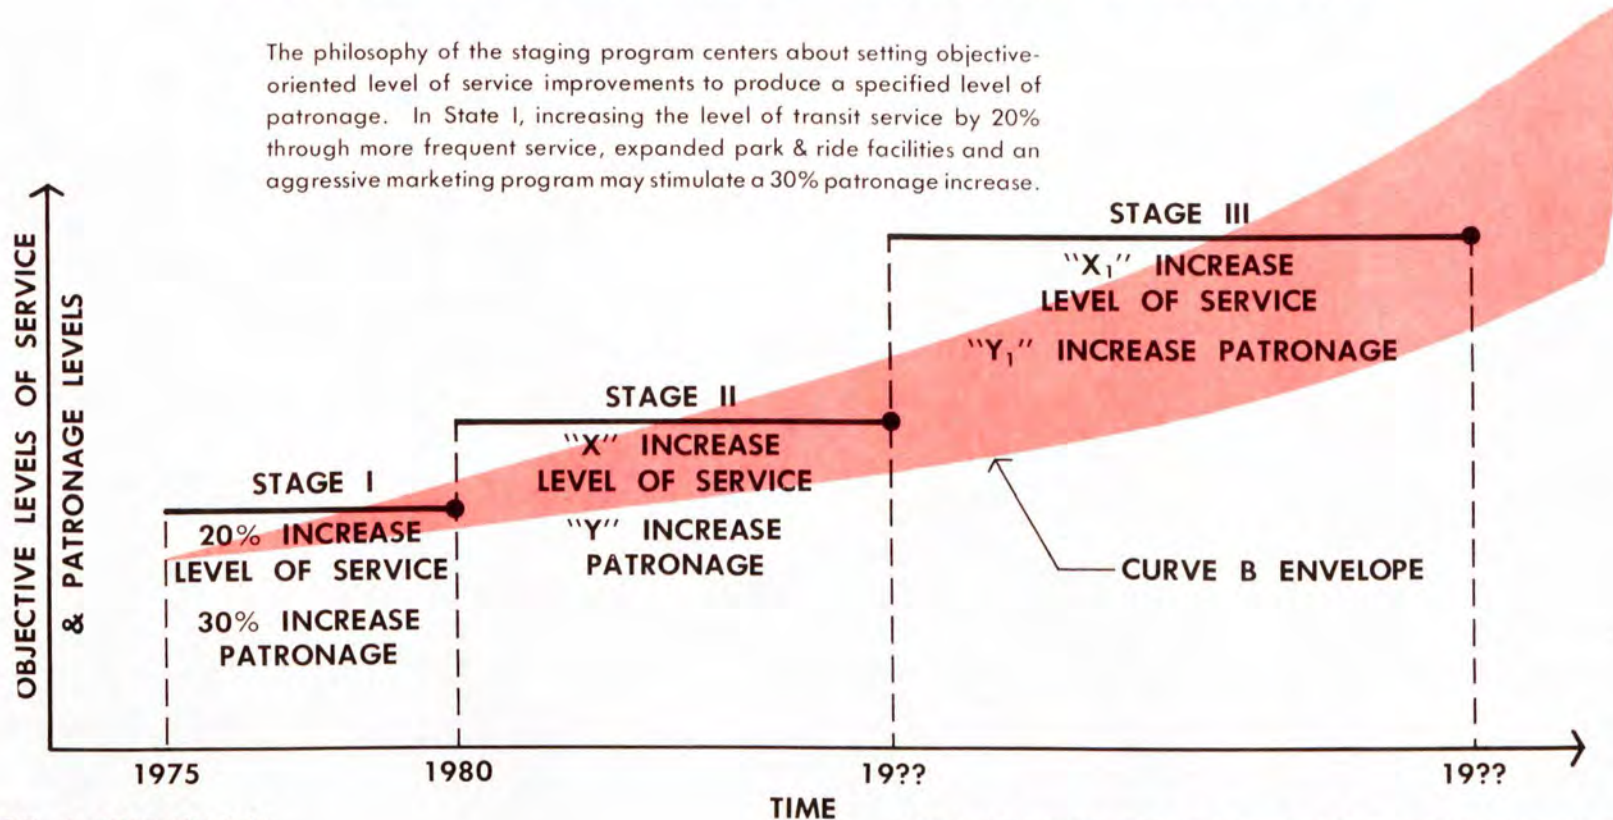 The philosophy of the staging program centers about setting objective-
oriented level of service improvements to produce a specified level of
patronage. In State I, increasing the level of transit service by 20%
through more frequent service, expanded park & ride facilities and an
aggressive marketing program may stimulate a 30% patronage increase.
OBJECTIVE LEVELS OF SERVICE
& PATRONAGE LEVELS
STAGE I
20% INCREASE
LEVEL OF SERVICE
30% INCREASE
PATRONAGE
STAGE II
"X" INCREASE
LEVEL OF SERVICE
"Y" INCREASE
PATRONAGE
STAGE III
"X₁" INCREASE
LEVEL OF SERVICE
"Y₁" INCREASE PATRONAGE
CURVE B ENVELOPE
1975
1980
19??
19??
TIME